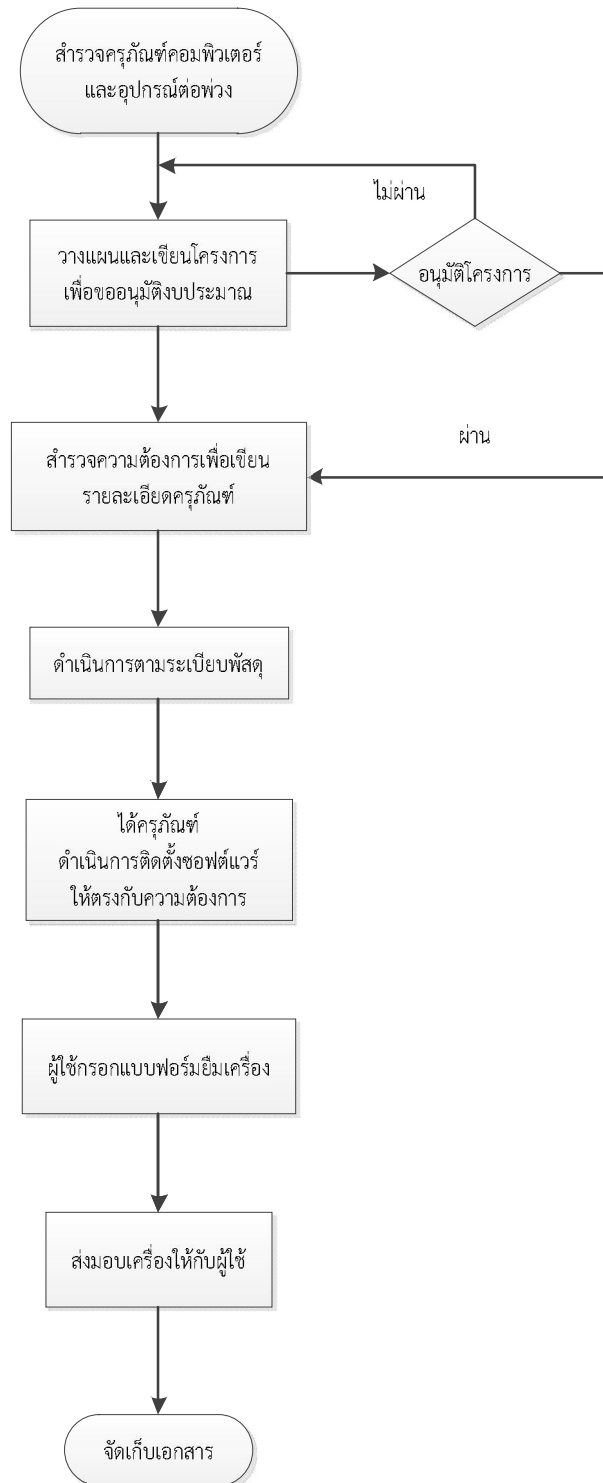 สำรวจครุภัณฑ์คอมพิวเตอร์
และอุปกรณ์ต่อพ่วง
ไม่ผ่าน
วางแผนและเขียนโครงการ
เพื่อขออนุมัติงบประมาณ
อนุมัติโครงการ
ผ่าน
สำรวจความต้องการเพื่อเขียน
รายละเอียดครุภัณฑ์
ดำเนินการตามระเบียบพัสดุ
ได้ครุภัณฑ์
ดำเนินการติดตั้งซอฟต์แวร์
ให้ตรงกับความต้องการ
ผู้ใช้กรอกแบบฟอร์มยืมเครื่อง
ส่งมอบเครื่องให้กับผู้ใช้
จัดเก็บเอกสาร